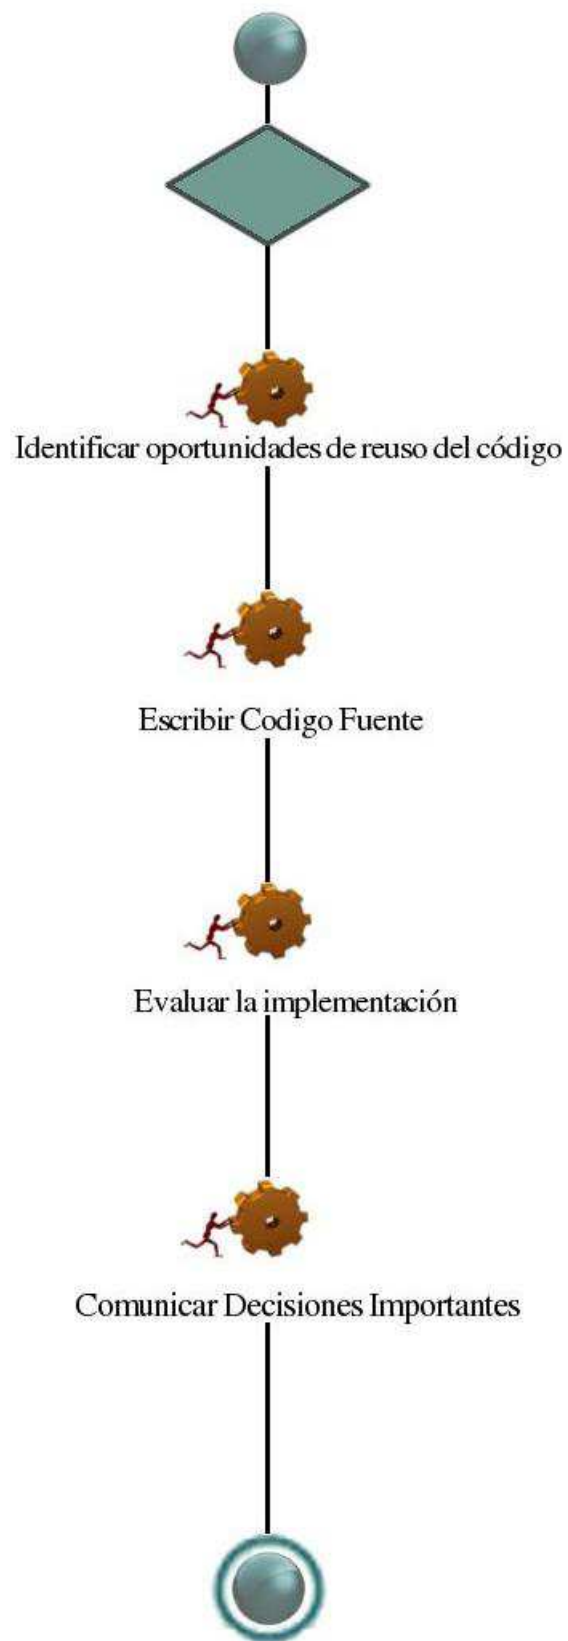 Identificar oportunidades de reuso del código
Escribir Codigo Fuente
Evaluar la implementación
Comunicar Decisiones Importantes